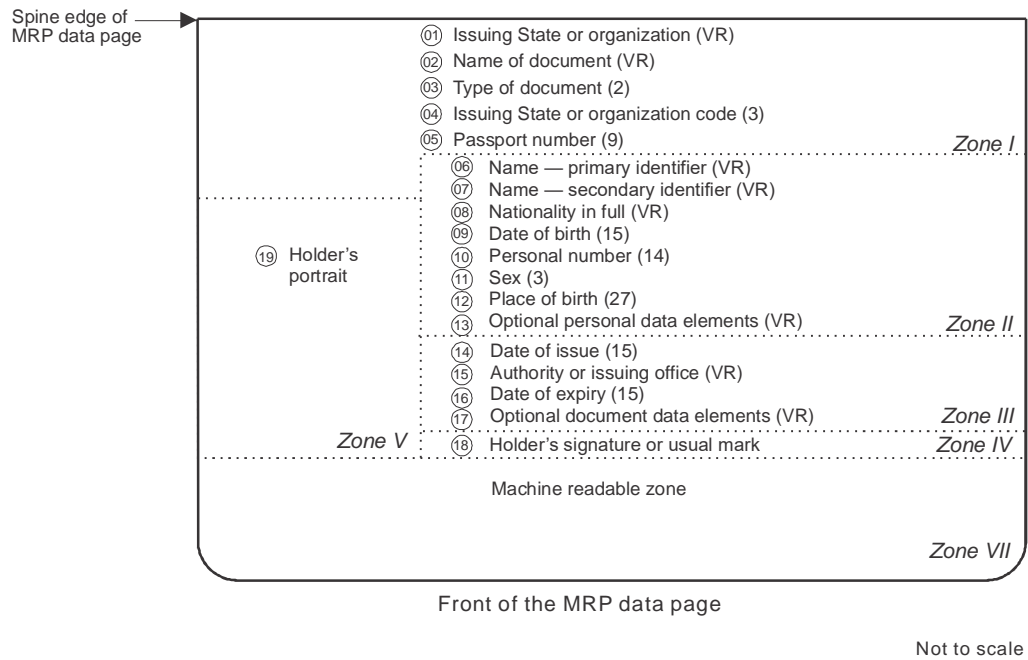 Spine edge of
MRP data page
01 Issuing State or organization (VR)
02 Name of document (VR)
03 Type of document (2)
04 Issuing State or organization code (3)
05 Passport number (9)
Zone I
06 Name — primary identifier (VR)
07 Name — secondary identifier (VR)
08 Nationality in full (VR)
09 Date of birth (15)
10 Personal number (14)
11 Sex (3)
12 Place of birth (27)
13 Optional personal data elements (VR)
Zone II
19 Holder's
portrait
14 Date of issue (15)
15 Authority or issuing office (VR)
16 Date of expiry (15)
17 Optional document data elements (VR)
Zone III
Zone V
18 Holder's signature or usual mark
Zone IV
Machine readable zone
Zone VII
Front of the MRP data page
Not to scale